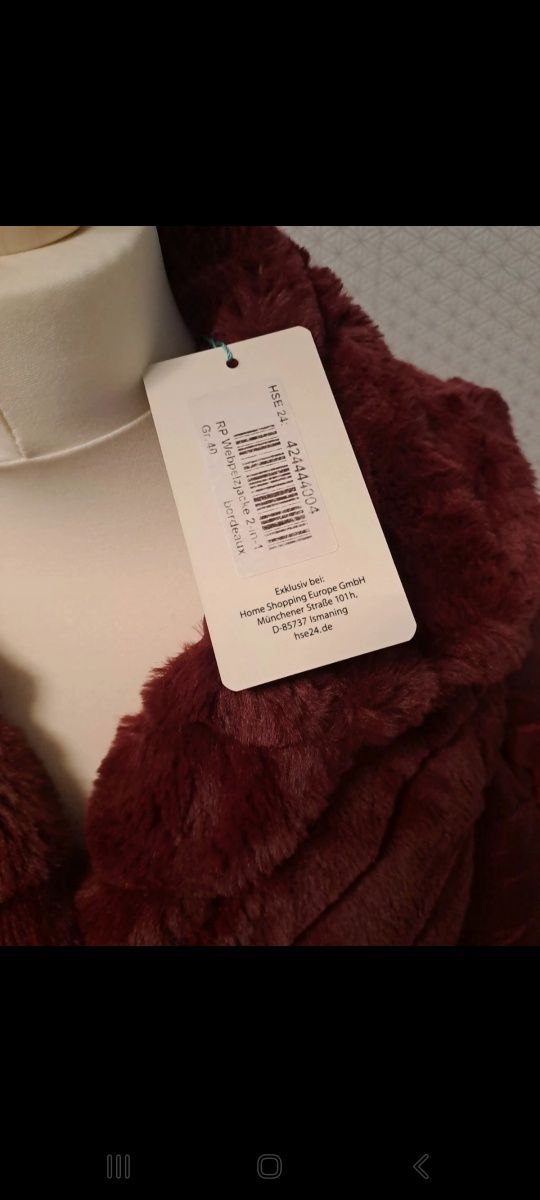 HSE 24: 424444004
RP Webpelzjacke 2-in-1
Gr. 40 bordeaux
Exklusiv bei:
Home Shopping Europe GmbH
Münchener Straße 101h,
D-85737 Ismaning
hse24.de